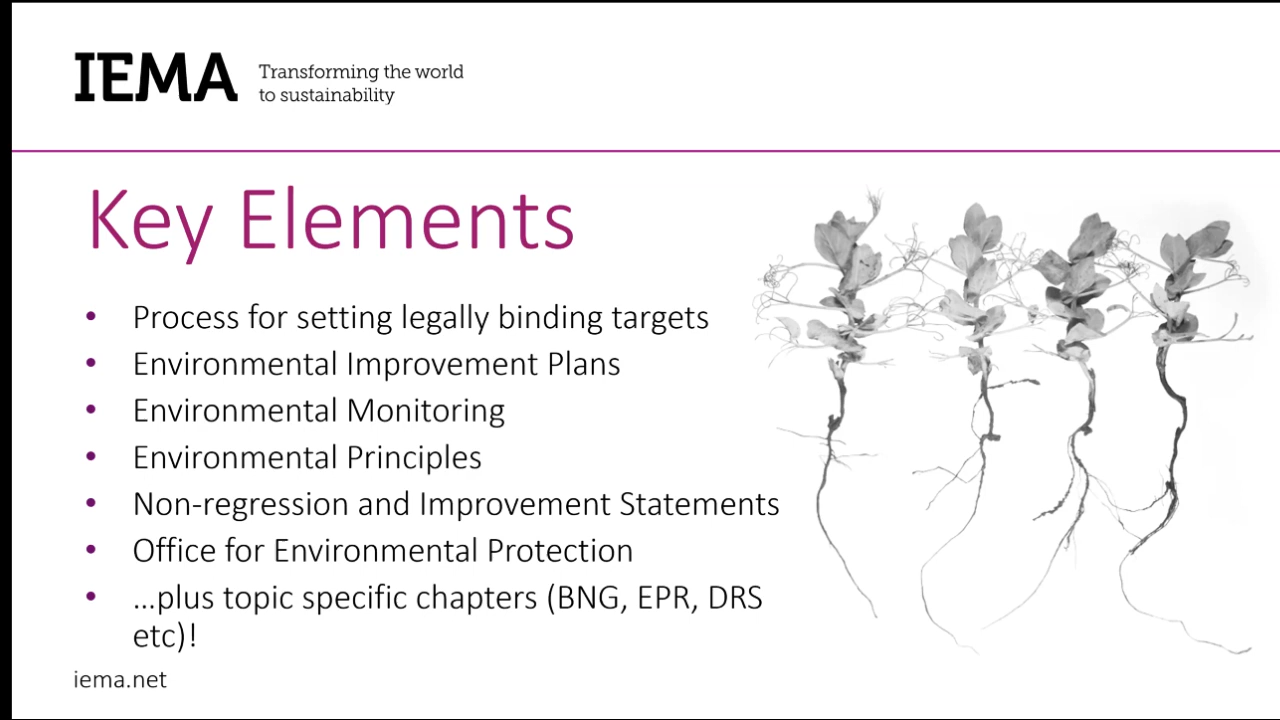 IEMA
Transforming the world
to sustainability
Key Elements
• Process for setting legally binding targets
• Environmental Improvement Plans
• Environmental Monitoring
• Environmental Principles
• Non-regression and Improvement Statements
• Office for Environmental Protection
• ...plus topic specific chapters (BNG, EPR, DRS
etc)!
iema.net